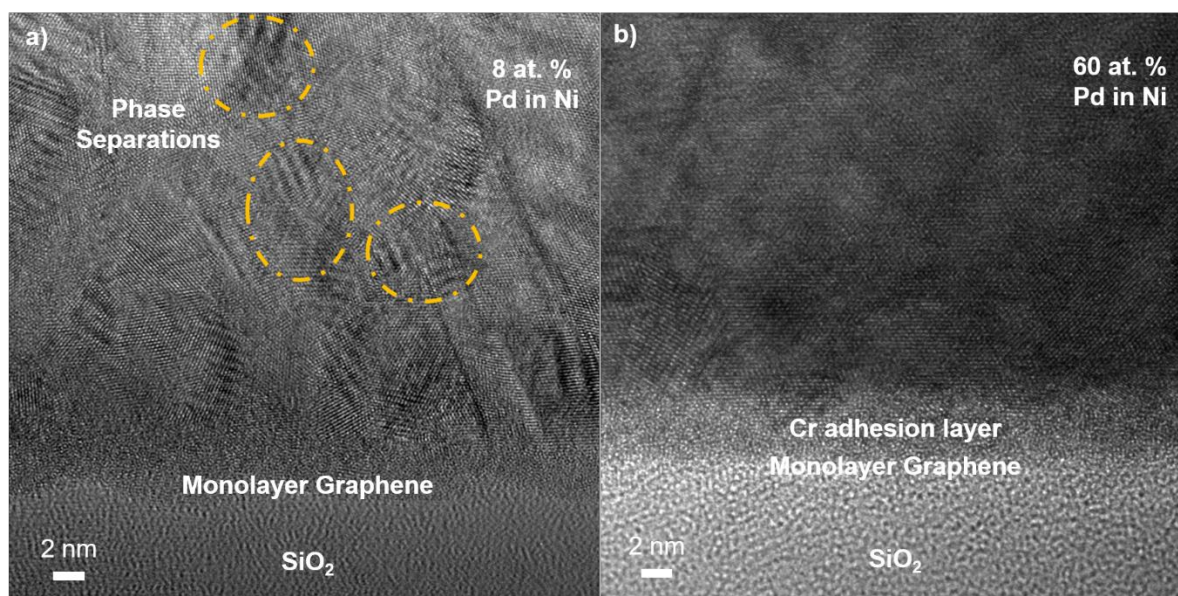 a)
8 at. %
Pd in Ni
Phase
Separations
Monolayer Graphene
2 nm
SiO₂
b)
60 at. %
Pd in Ni
Cr adhesion layer
Monolayer Graphene
2 nm
SiO₂